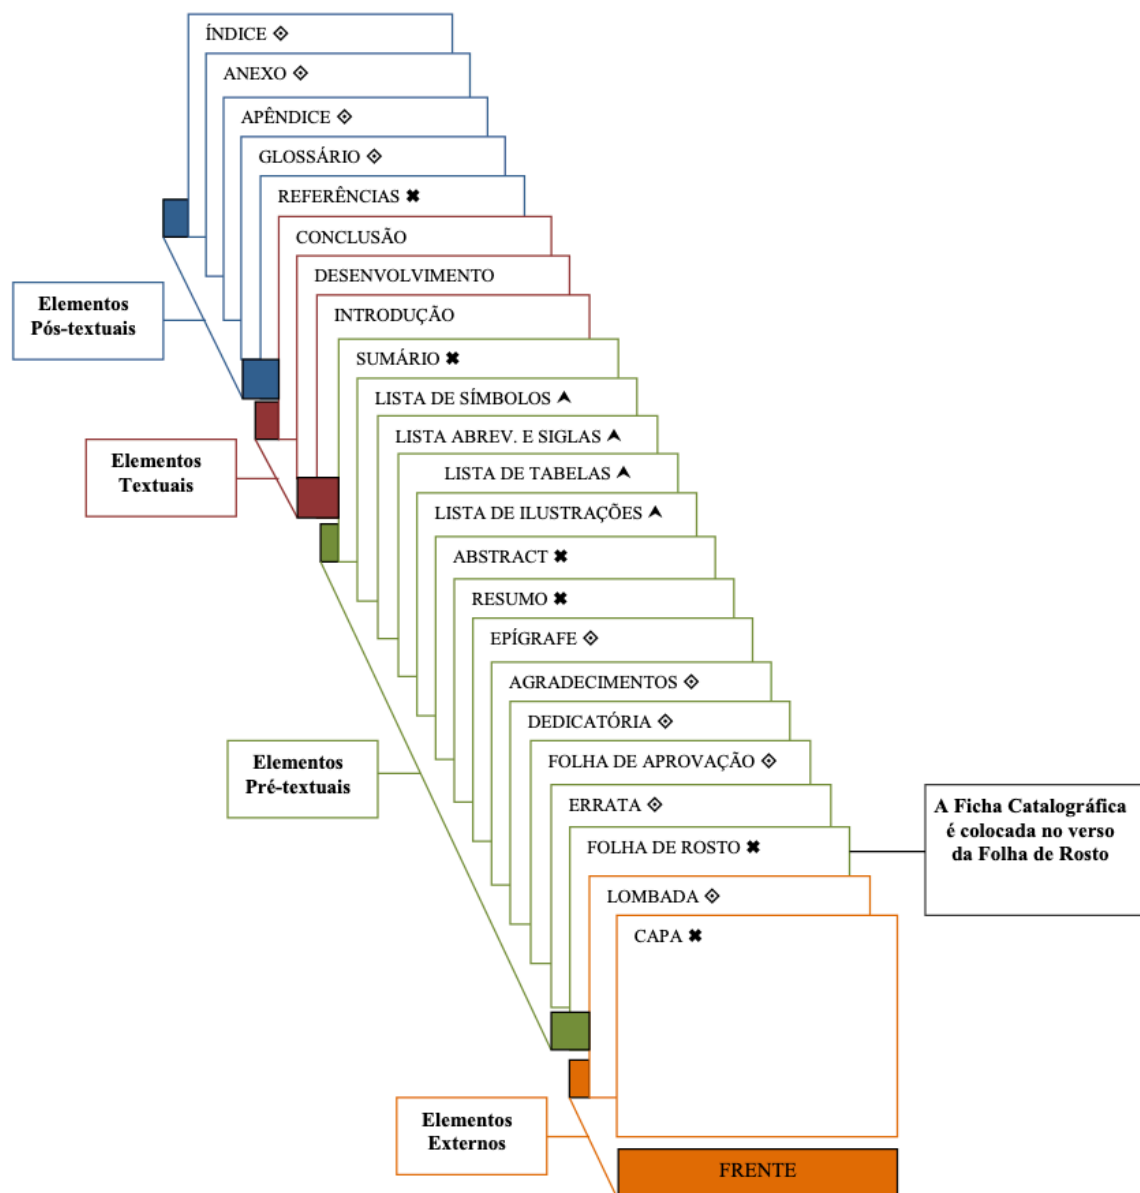 ÍNDICE ⟐
ANEXO ⟐
APÊNDICE ⟐
GLOSSÁRIO ⟐
REFERÊNCIAS ✖
CONCLUSÃO
DESENVOLVIMENTO
Elementos
Pós-textuais
INTRODUÇÃO
SUMÁRIO ✖
LISTA DE SÍMBOLOS ⮝
LISTA ABREV. E SIGLAS ⮝
Elementos
Textuais
LISTA DE TABELAS ⮝
LISTA DE ILUSTRAÇÕES ⮝
ABSTRACT ✖
RESUMO ✖
EPÍGRAFE ⟐
AGRADECIMENTOS ⟐
DEDICATÓRIA ⟐
Elementos
Pré-textuais
FOLHA DE APROVAÇÃO ⟐
ERRATA ⟐
FOLHA DE ROSTO ✖
A Ficha Catalográfica
é colocada no verso
da Folha de Rosto
LOMBADA ⟐
CAPA ✖
Elementos
Externos
FRENTE